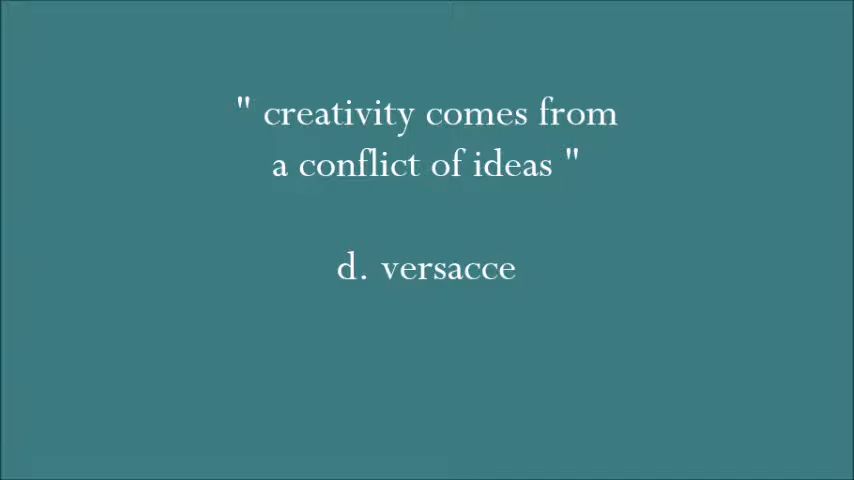 " creativity comes from
a conflict of ideas "
d. versacce